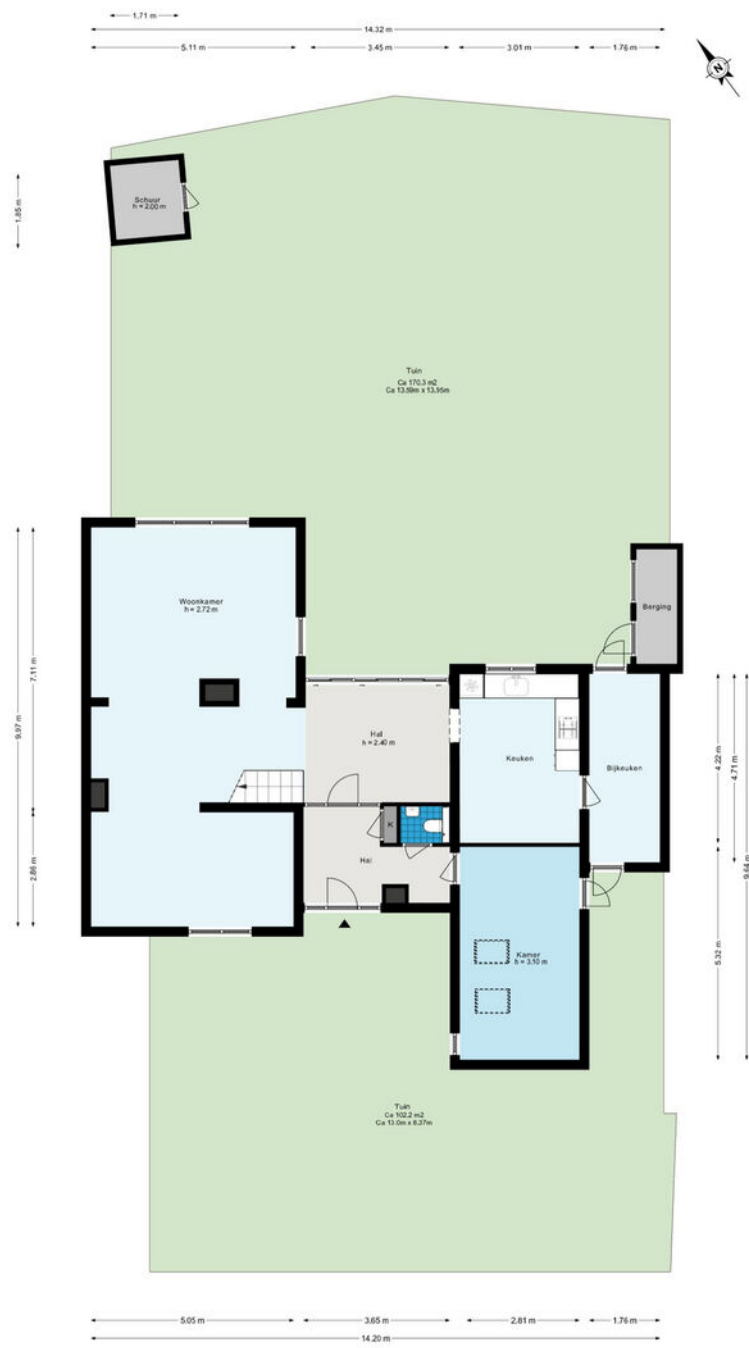 1.71 m
14.32 m
5.11 m
3.45 m
3.01 m
1.76 m
N
1.85 m
Schuur
h = 2.00 m
Tuin
Ca 170.3 m2
Ca 13.59m x 13.95m
Woonkamer
h = 2.72 m
Berging
7.11 m
9.97 m
Hal
h = 2.40 m
Keuken
Bijkeuken
4.22 m
4.71 m
K
Hal
2.86 m
9.64 m
Kamer
h = 3.10 m
5.32 m
Tuin
Ca 102.2 m2
Ca 13.0m x 8.37m
5.05 m
3.65 m
2.81 m
1.76 m
14.20 m